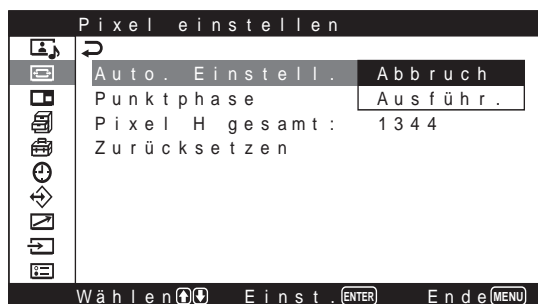 Pixel einstellen
Auto. Einstell. Abbruch
Punktphase Ausführ.
Pixel H gesamt: 1344
Zurücksetzen
Wählen Einst. ENTER Ende MENU